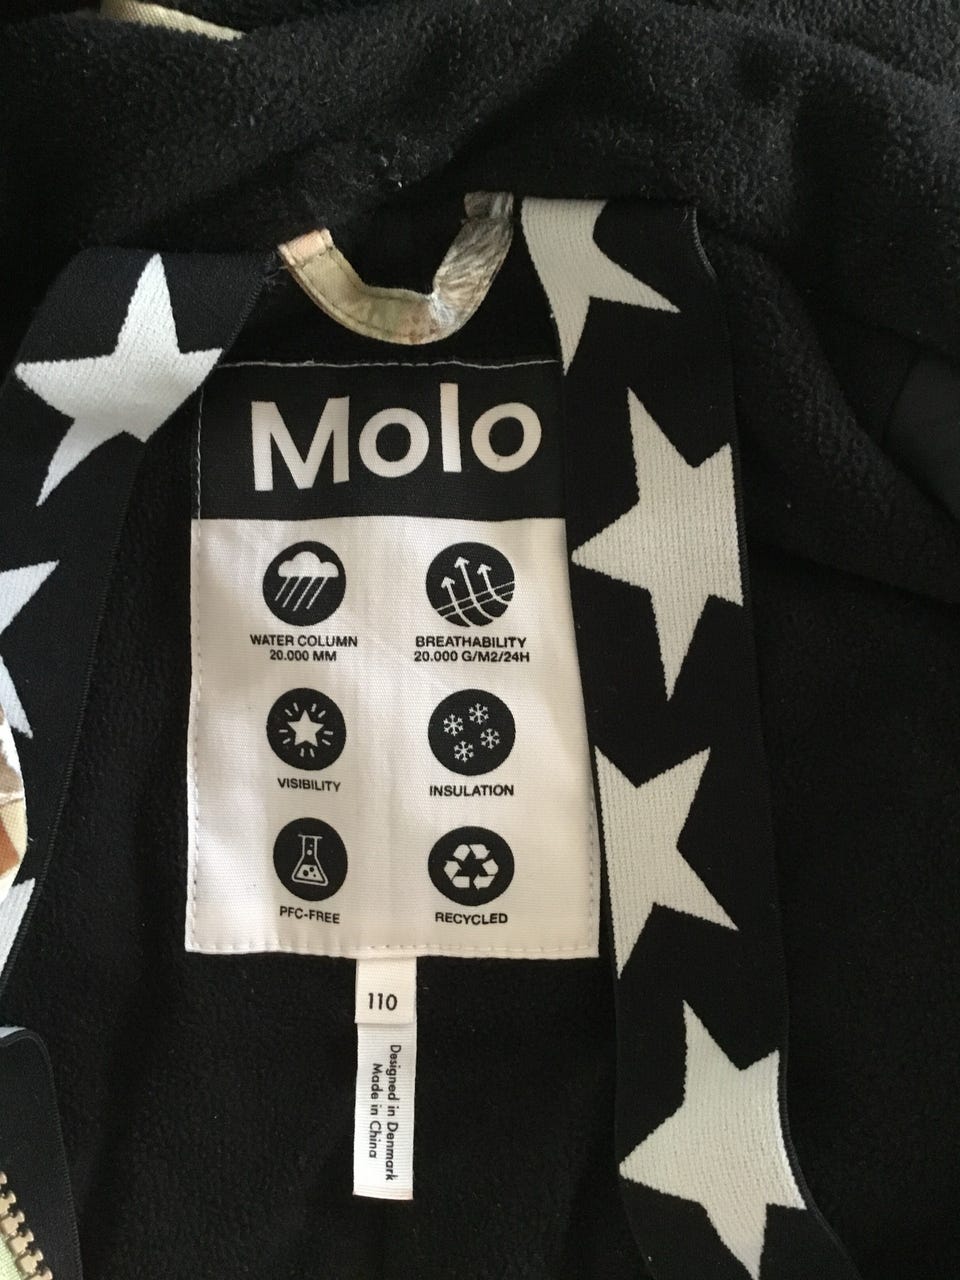 Molo
WATER COLUMN
20.000 MM
BREATHABILITY
20.000 G/M2/24H
VISIBILITY
INSULATION
PFC-FREE
RECYCLED
110
Designed in Denmark
Made in China